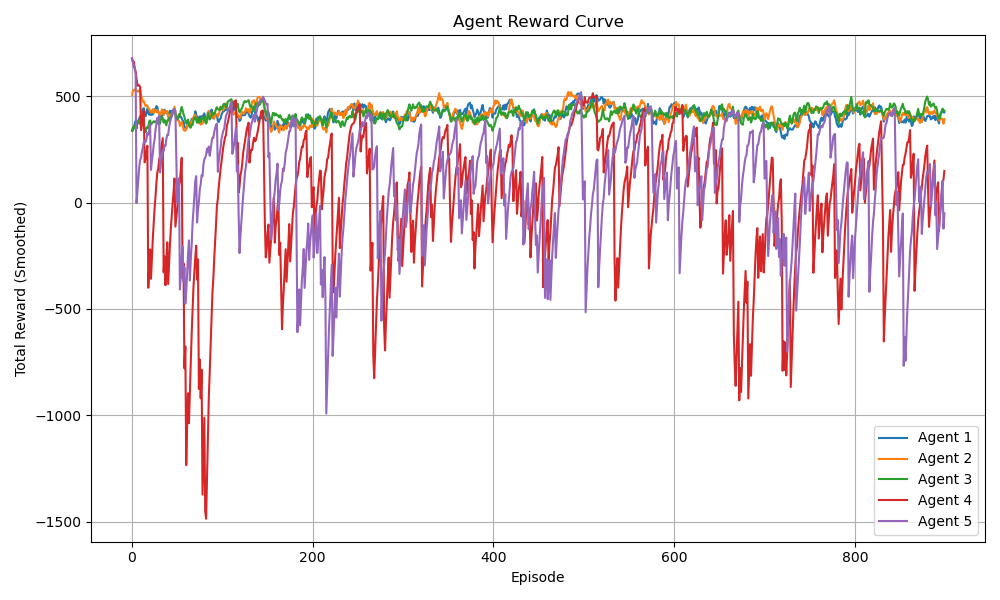 Agent Reward Curve
Total Reward (Smoothed)
500
0
−500
−1000
−1500
0 200 400 600 800
Episode
Agent 1
Agent 2
Agent 3
Agent 4
Agent 5